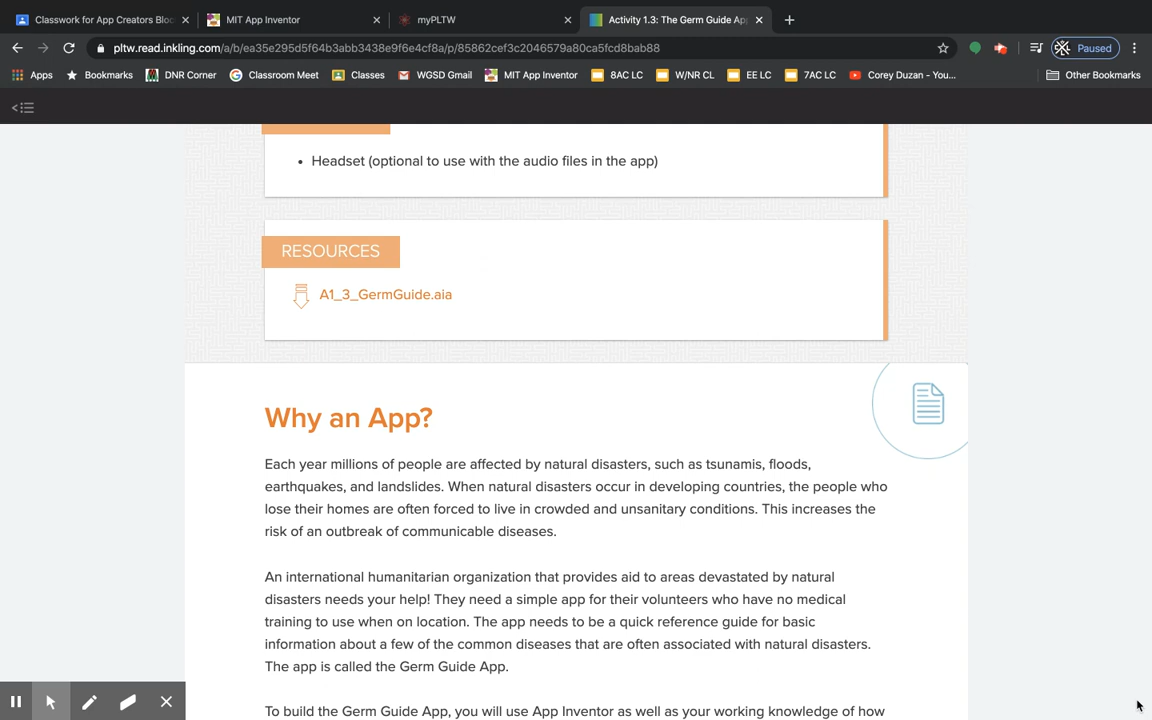 Classwork for App Creators Bloc
MIT App Inventor
myPLTW
Activity 1.3: The Germ Guide Ap
pltw.read.inkling.com/a/b/ea35e295d5f64b3abb3438e9f6e4cf8a/p/85862cef3c2046579a80ca5fcd8bab88
Paused
Apps
Bookmarks
DNR Corner
Classroom Meet
Classes
WGSD Gmail
MIT App Inventor
8AC LC
W/NR CL
EE LC
7AC LC
Corey Duzan - You...
Other Bookmarks
• Headset (optional to use with the audio files in the app)
RESOURCES
A1_3_GermGuide.aia
Why an App?
Each year millions of people are affected by natural disasters, such as tsunamis, floods,
earthquakes, and landslides. When natural disasters occur in developing countries, the people who
lose their homes are often forced to live in crowded and unsanitary conditions. This increases the
risk of an outbreak of communicable diseases.
An international humanitarian organization that provides aid to areas devastated by natural
disasters needs your help! They need a simple app for their volunteers who have no medical
training to use when on location. The app needs to be a quick reference guide for basic
information about a few of the common diseases that are often associated with natural disasters.
The app is called the Germ Guide App.
To build the Germ Guide App, you will use App Inventor as well as your working knowledge of how